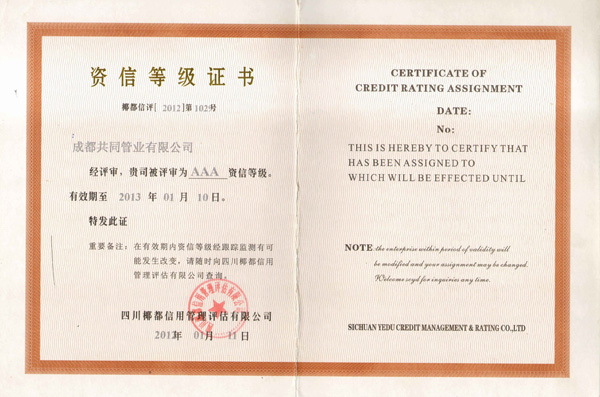 资信等级证书
椰都信评[2012]第102号
成都共同管业有限公司
经评审，贵司被评审为AAA资信等级。
有效期至 2013 年 01 月 10 日。
特发此证
重要备注：在有效期内资信等级经跟踪监测有可
能发生改变，请随时向四川椰都信用
管理评估有限公司查询。
四川椰都信用管理评估有限公司
2012年 01月 11日
CERTIFICATE OF
CREDIT RATING ASSIGNMENT
DATE:
No:
THIS IS HEREBY TO CERTIFY THAT
HAS BEEN ASSIGNED TO
WHICH WILL BE EFFECTED UNTIL
NOTE the enterprise within period of validity will
be modified and your assignment may be changed.
Welcome for inquiries any time.
SICHUAN YEDU CREDIT MANAGEMENT & RATING CO.,LTD